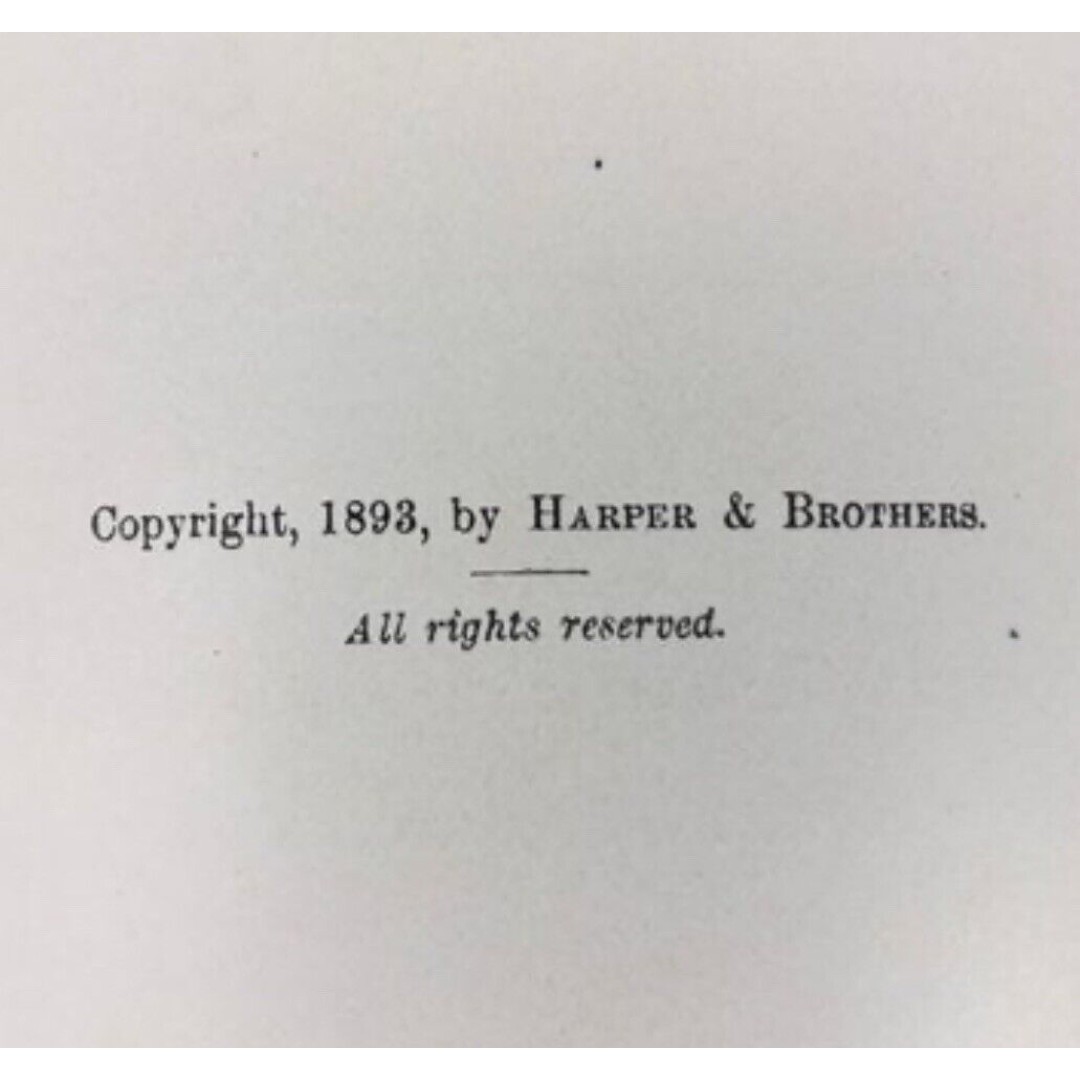 Copyright, 1893, by HARPER & BROTHERS.
All rights reserved.